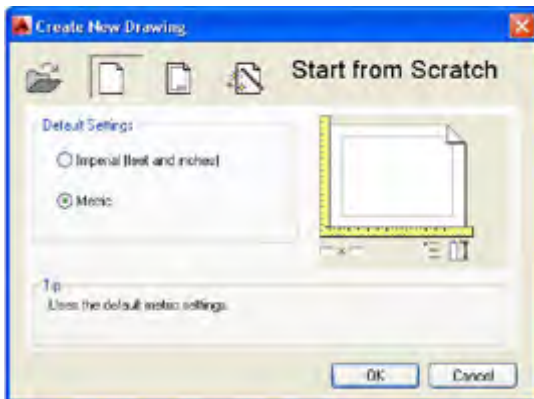 Create New Drawing
Start from Scratch
Default Settings
Imperial (feet and inches)
Metric
Tip
Uses the default metric settings.
OK
Cancel